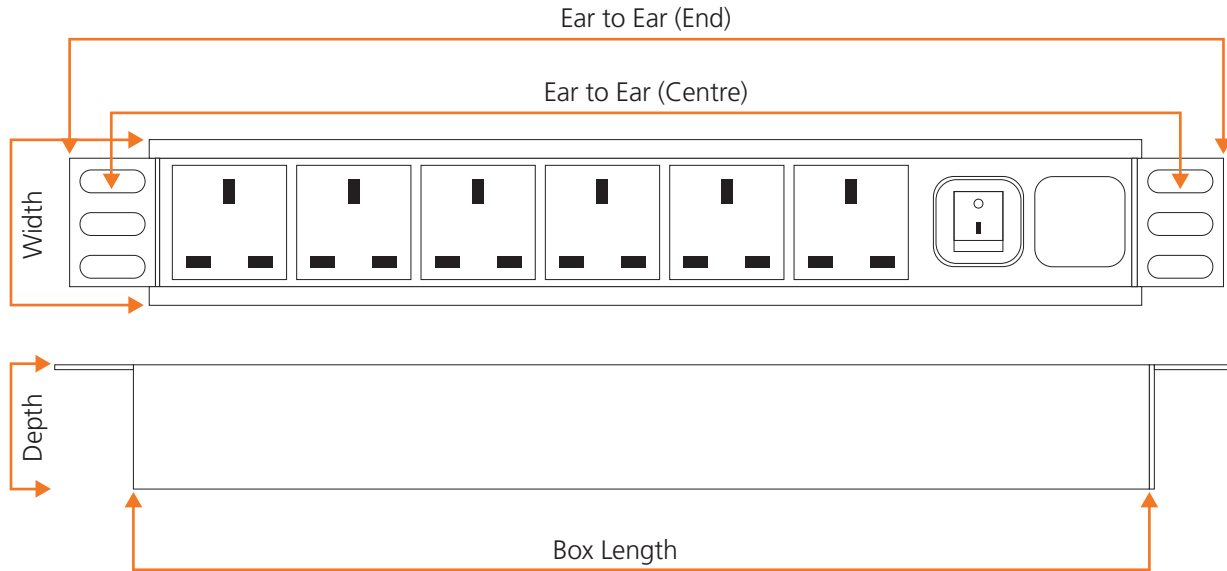 Ear to Ear (End)
Ear to Ear (Centre)
Width
Depth
Box Length